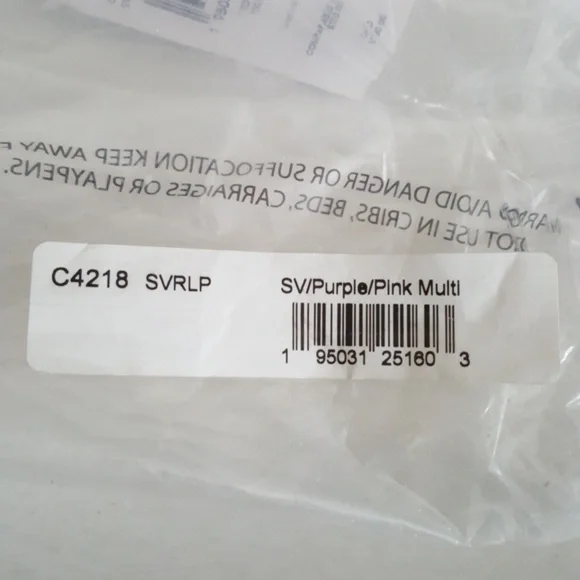 WARNING AVOID DANGER OR SUFFOCATION KEEP AWAY
NOT USE IN CRIBS, BEDS, CARRAIGES OR PLAYPENS.
C4218 SVRLP
SV/Purple/Pink Multi
1 95031 25160 3